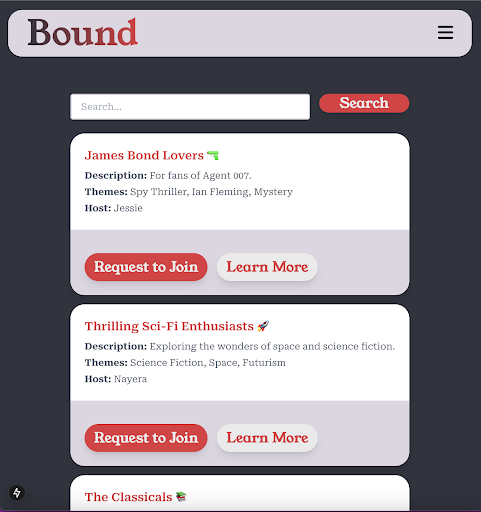 Bound
Search...
Search
James Bond Lovers 🔫
Description: For fans of Agent 007.
Themes: Spy Thriller, Ian Fleming, Mystery
Host: Jessie
Request to Join
Learn More
Thrilling Sci-Fi Enthusiasts 🚀
Description: Exploring the wonders of space and science fiction.
Themes: Science Fiction, Space, Futurism
Host: Nayera
Request to Join
Learn More
The Classicals 📚